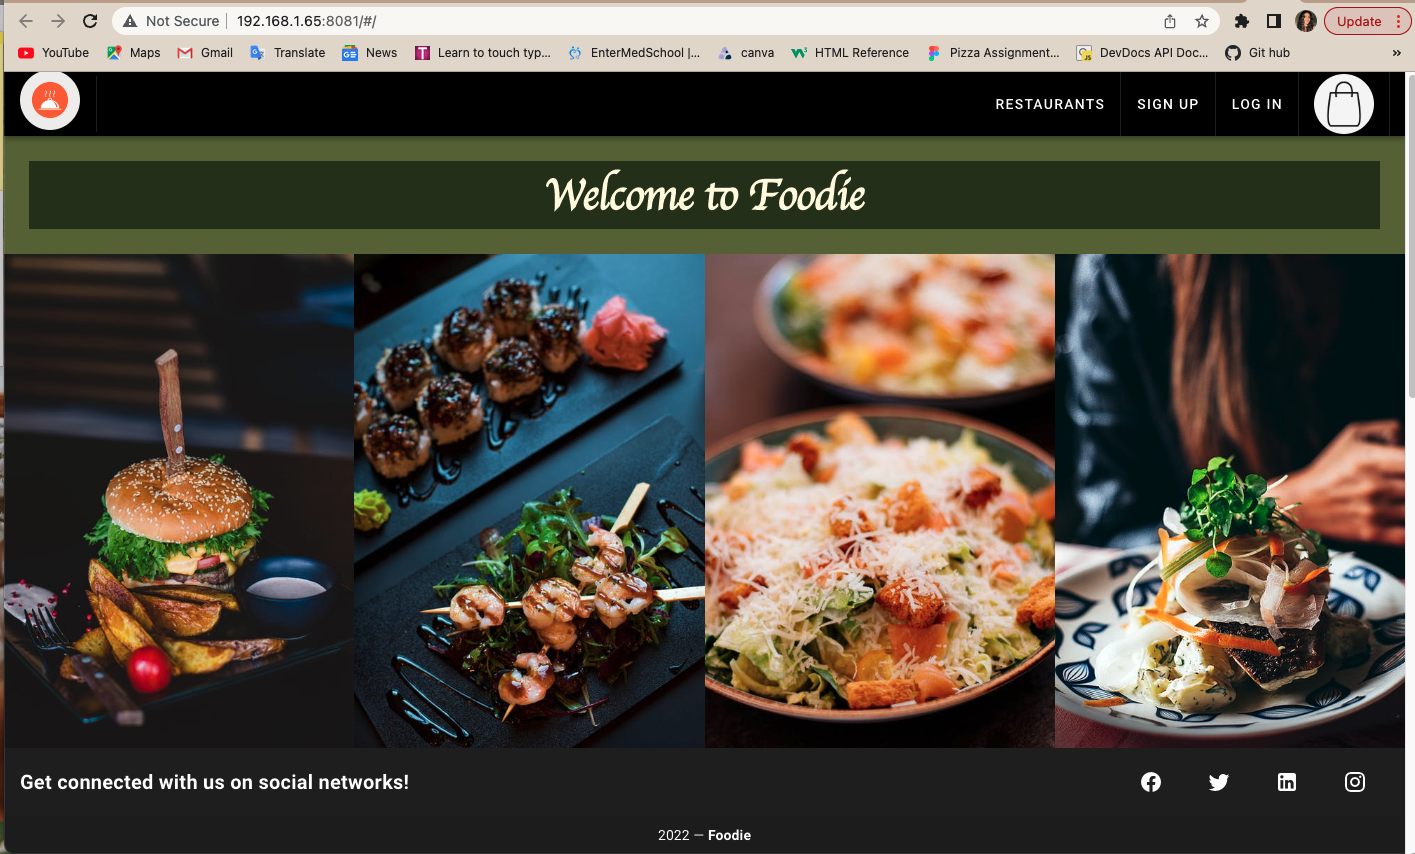 Not Secure 192.168.1.65:8081/#/ Update
YouTube Maps Gmail Translate News Learn to touch typ... EnterMedSchool |... canva HTML Reference Pizza Assignment... DevDocs API Doc... Git hub »
RESTAURANTS SIGN UP LOG IN
Welcome to Foodie
Get connected with us on social networks!
2022 — Foodie